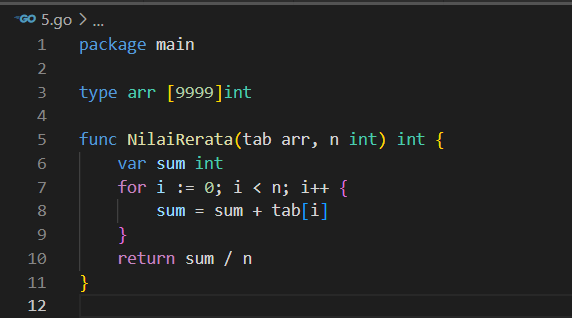 GO 5.go > ...
1 package main
2
3 type arr [9999]int
4
5 func NilaiRerata(tab arr, n int) int {
6     var sum int
7     for i := 0; i < n; i++ {
8         sum = sum + tab[i]
9     }
10     return sum / n
11 }
12